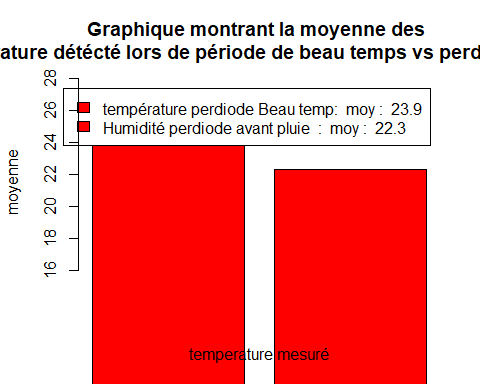 Graphique montrant la moyenne des
ature détécté lors de période de beau temps vs perd
28
26
24
22
20
18
16
moyenne
température perdiode Beau temp: moy : 23.9
Humidité perdiode avant pluie : moy : 22.3
temperature mesuré